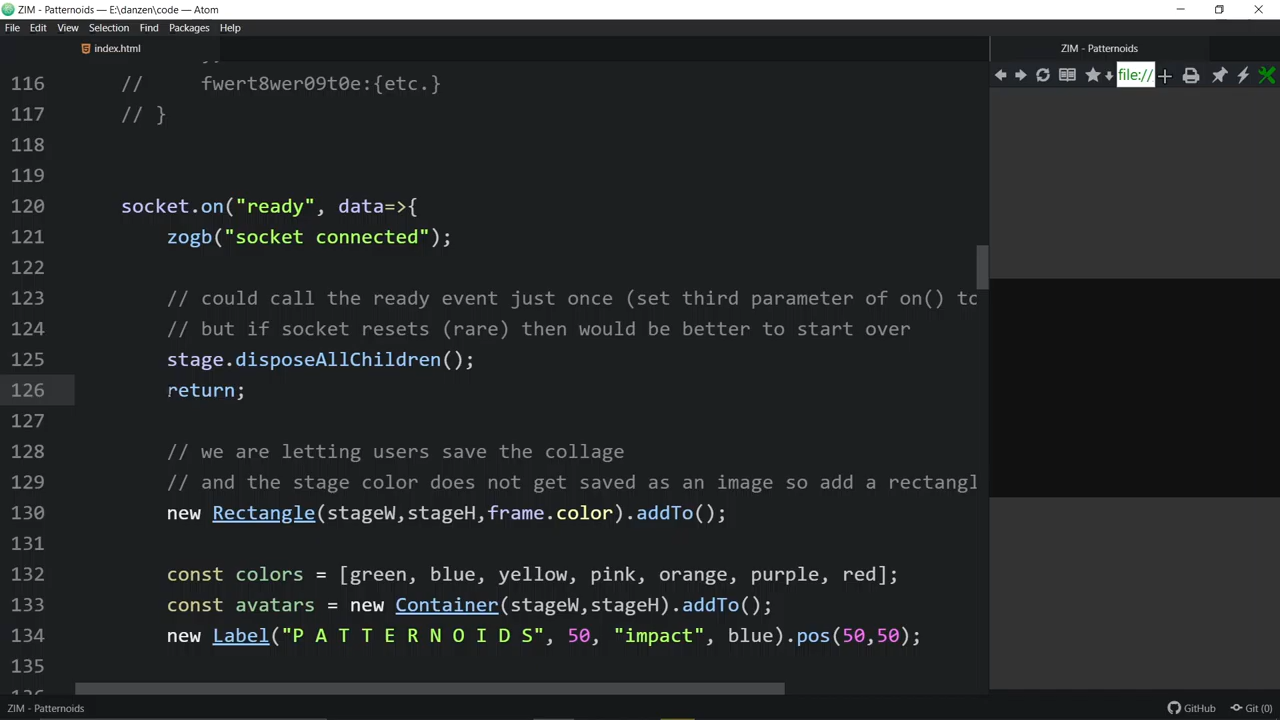 ZIM - Patternoids — E:\danzen\code — Atom
File Edit View Selection Find Packages Help
index.html
ZIM - Patternoids
file://
116 // fwert8wer09t0e:{etc.}
117 // }
118
119
120 socket.on("ready", data=>{
121 zogb("socket connected");
122
123 // could call the ready event just once (set third parameter of on() to
124 // but if socket resets (rare) then would be better to start over
125 stage.disposeAllChildren();
126 return;
127
128 // we are letting users save the collage
129 // and the stage color does not get saved as an image so add a rectangl
130 new Rectangle(stageW,stageH,frame.color).addTo();
131
132 const colors = [green, blue, yellow, pink, orange, purple, red];
133 const avatars = new Container(stageW,stageH).addTo();
134 new Label("P A T T E R N O I D S", 50, "impact", blue).pos(50,50);
135
ZIM - Patternoids
GitHub Git (0)